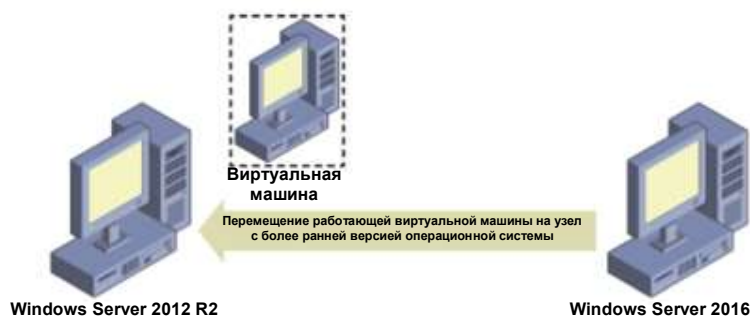 Виртуальная
машина
Перемещение работающей виртуальной машины на узел
с более ранней версией операционной системы
Windows Server 2012 R2
Windows Server 2016